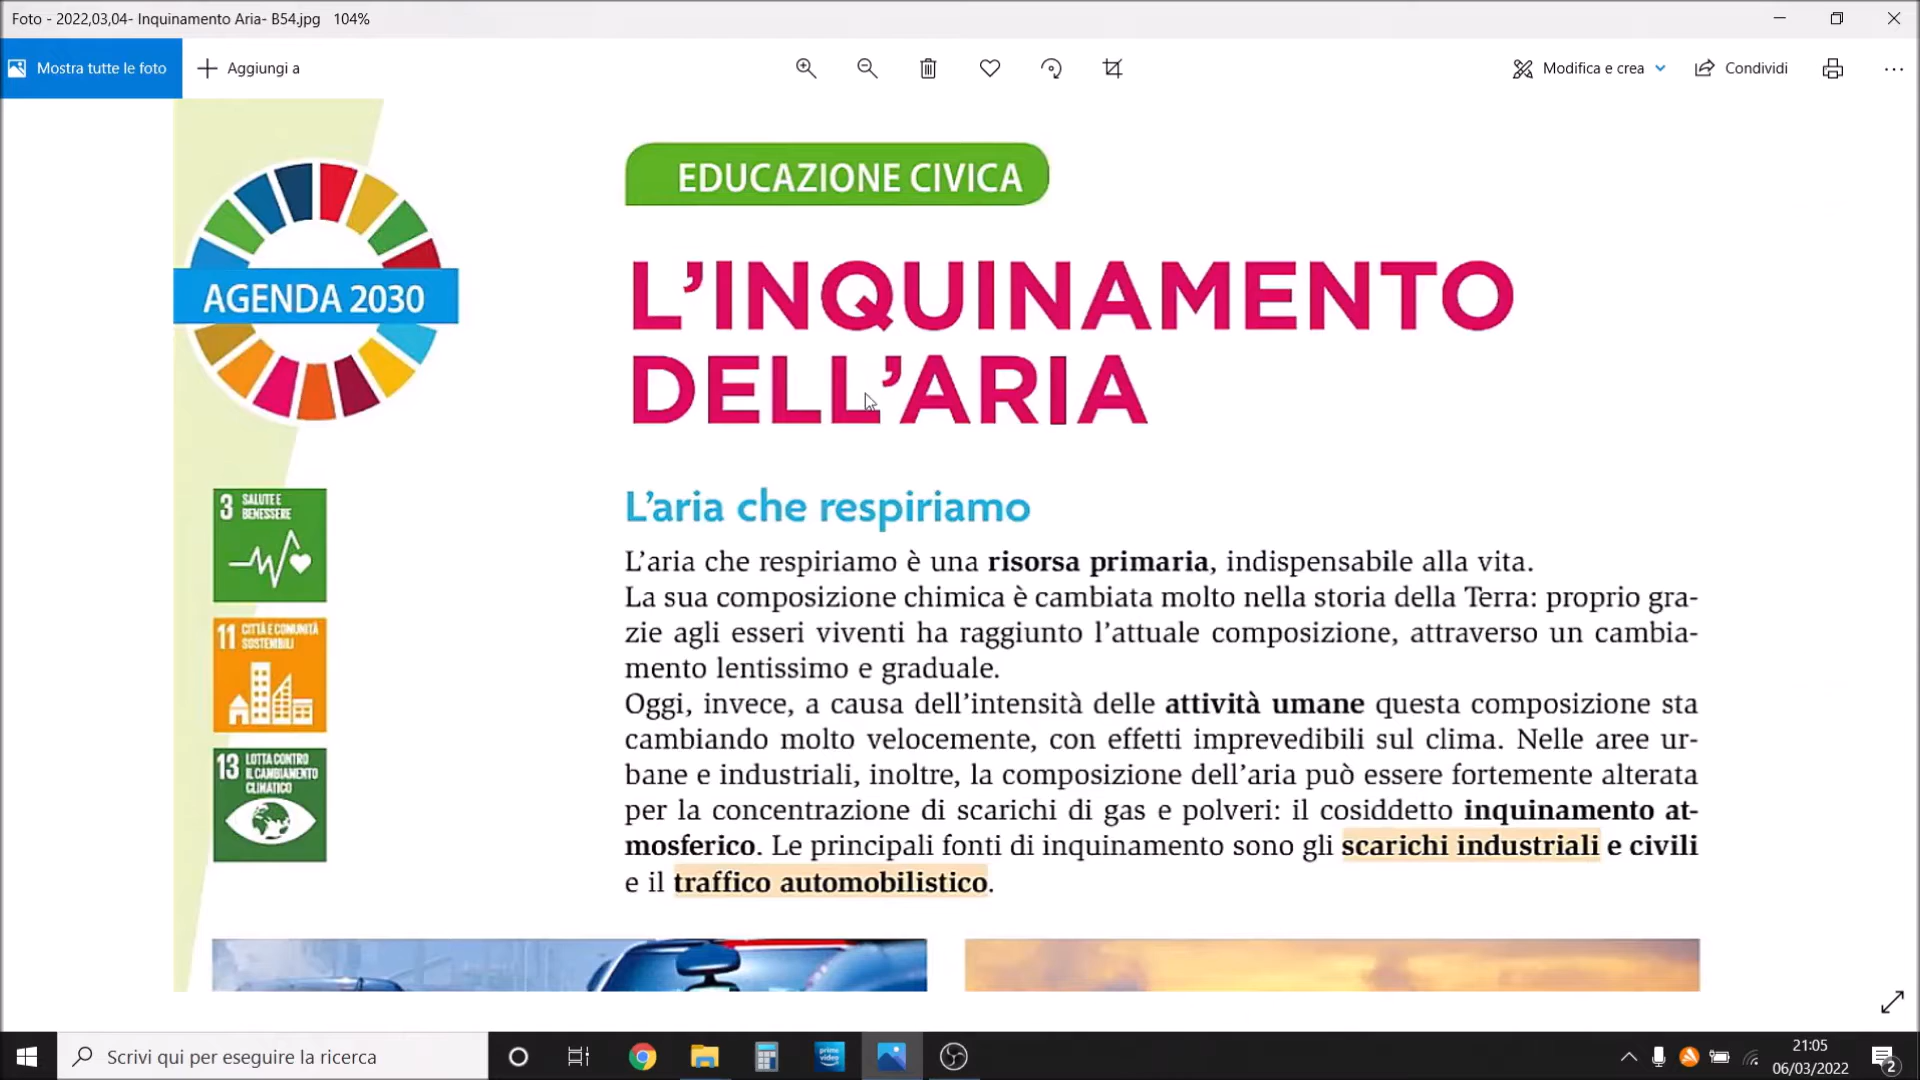 Foto - 2022,03,04- Inquinamento Aria- B54.jpg 104%
Mostra tutte le foto
Aggiungi a
Modifica e crea
Condividi
EDUCAZIONE CIVICA
AGENDA 2030
L'INQUINAMENTO
DELL'ARIA
3 SALUTE E
BENESSERE
11 CITTÀ E COMUNITÀ
SOSTENIBILI
13 LOTTA CONTRO
IL CAMBIAMENTO
CLIMATICO
L'aria che respiriamo
L'aria che respiriamo è una risorsa primaria, indispensabile alla vita.
La sua composizione chimica è cambiata molto nella storia della Terra: proprio gra-
zie agli esseri viventi ha raggiunto l'attuale composizione, attraverso un cambia-
mento lentissimo e graduale.
Oggi, invece, a causa dell'intensità delle attività umane questa composizione sta
cambiando molto velocemente, con effetti imprevedibili sul clima. Nelle aree ur-
bane e industriali, inoltre, la composizione dell'aria può essere fortemente alterata
per la concentrazione di scarichi di gas e polveri: il cosiddetto inquinamento at-
mosferico. Le principali fonti di inquinamento sono gli scarichi industriali e civili
e il traffico automobilistico.
Scrivi qui per eseguire la ricerca
prime video
21:05
06/03/2022
2